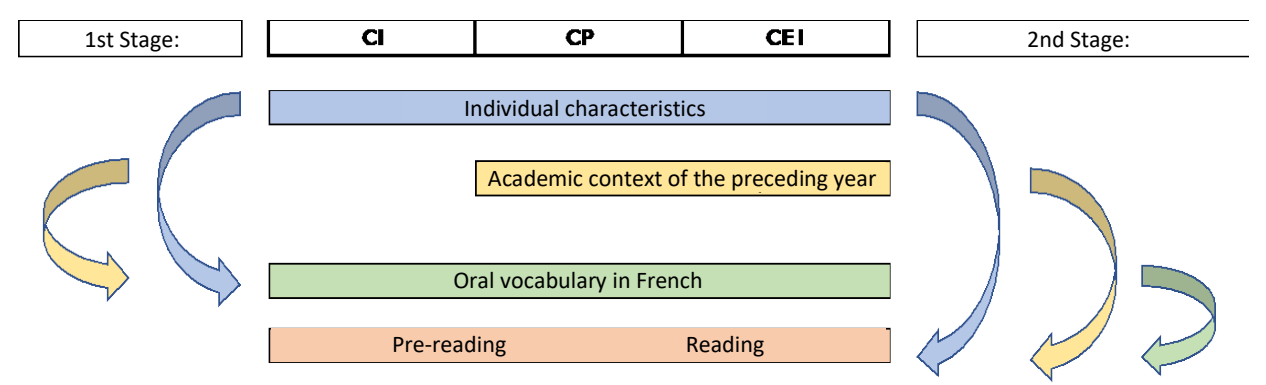 1st Stage:
CI
CP
CEI
2nd Stage:
Individual characteristics
Academic context of the preceding year
Oral vocabulary in French
Pre-reading
Reading